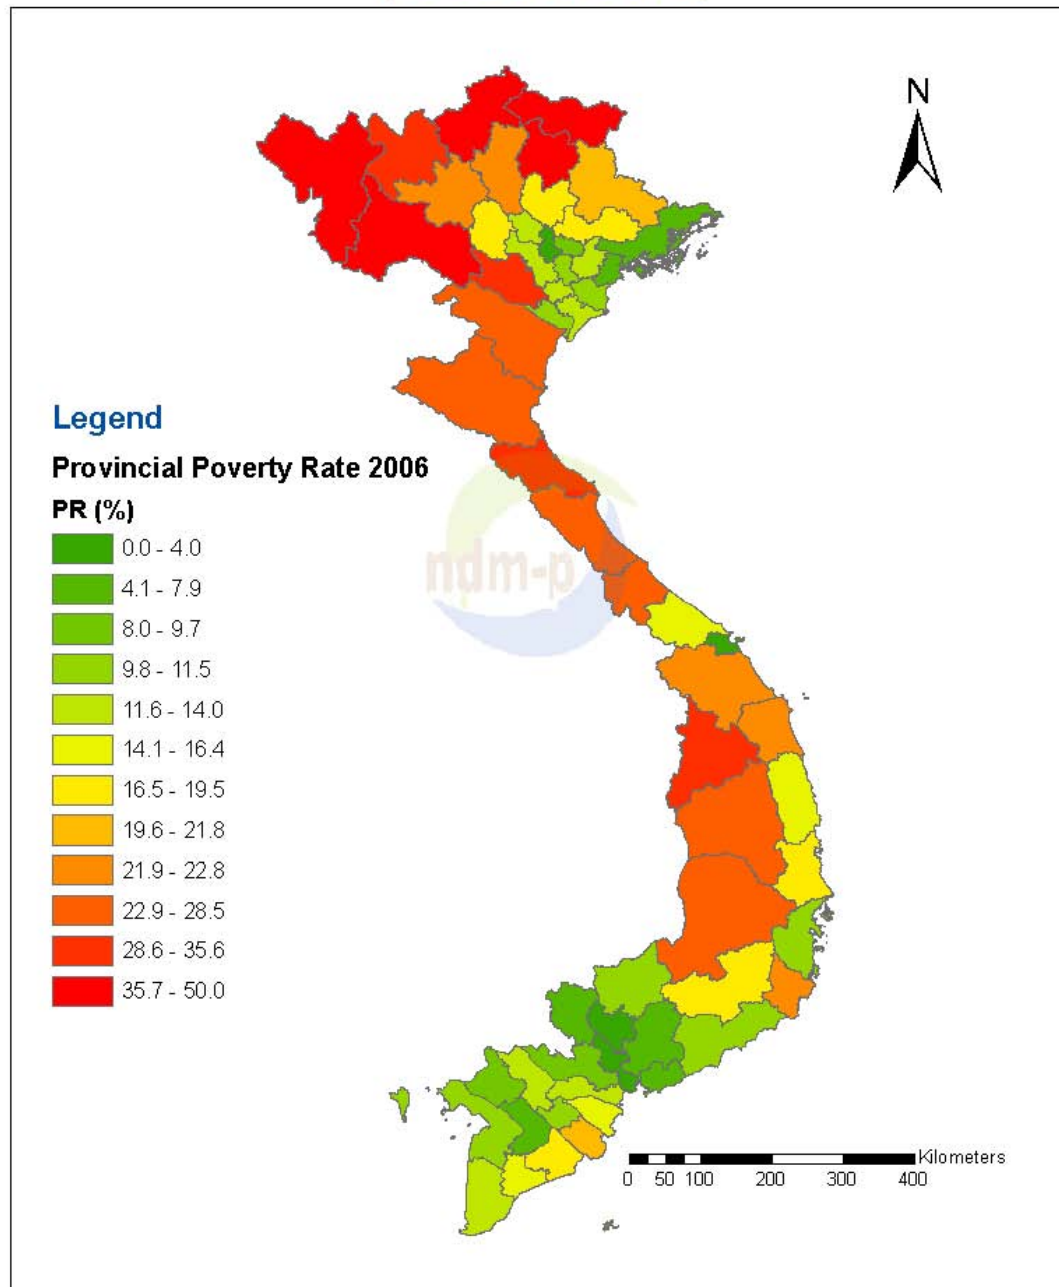 N
Legend
Provincial Poverty Rate 2006
PR (%)
0.0 - 4.0
4.1 - 7.9
8.0 - 9.7
9.8 - 11.5
11.6 - 14.0
14.1 - 16.4
16.5 - 19.5
19.6 - 21.8
21.9 - 22.8
22.9 - 28.5
28.6 - 35.6
35.7 - 50.0
ndm-p
Kilometers
0 50 100 200 300 400